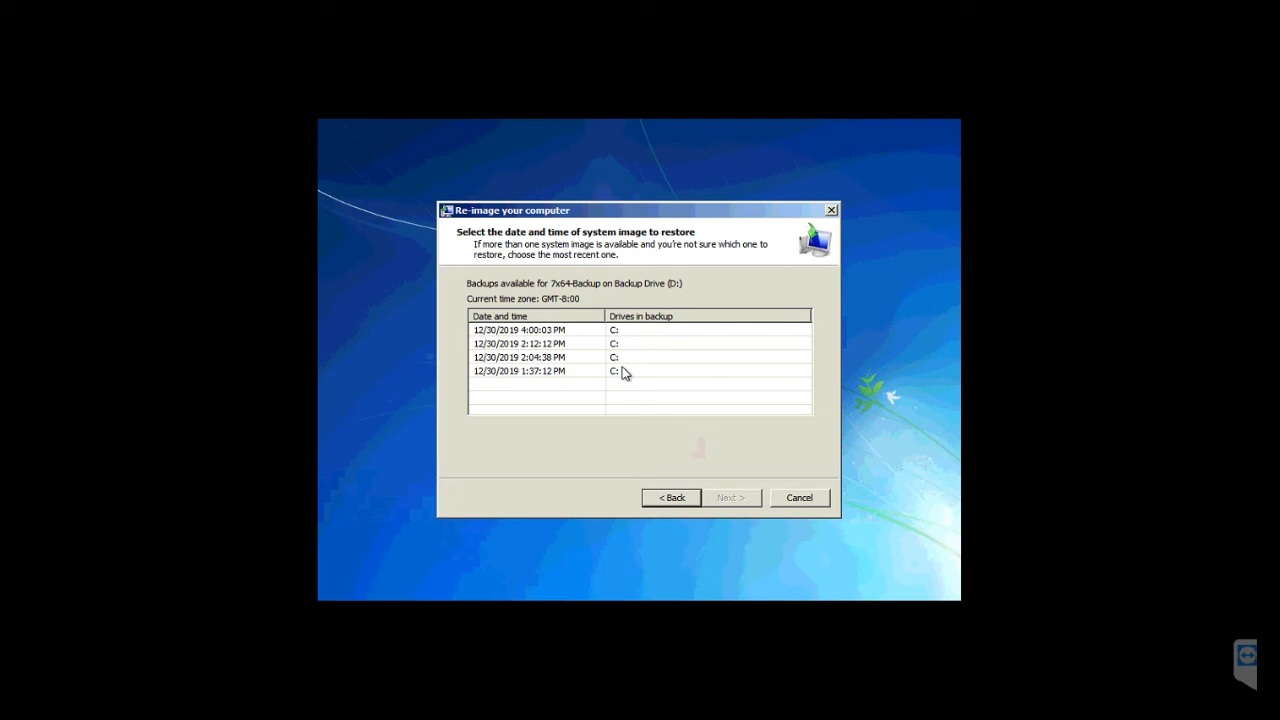 Re-image your computer
Select the date and time of system image to restore
If more than one system image is available and you're not sure which one to
restore, choose the most recent one.
Backups available for 7x64-Backup on Backup Drive (D:)
Current time zone: GMT-8:00
Date and time Drives in backup
12/30/2019 4:00:03 PM C:
12/30/2019 2:12:12 PM C:
12/30/2019 2:04:38 PM C:
12/30/2019 1:37:12 PM C:
< Back Next > Cancel